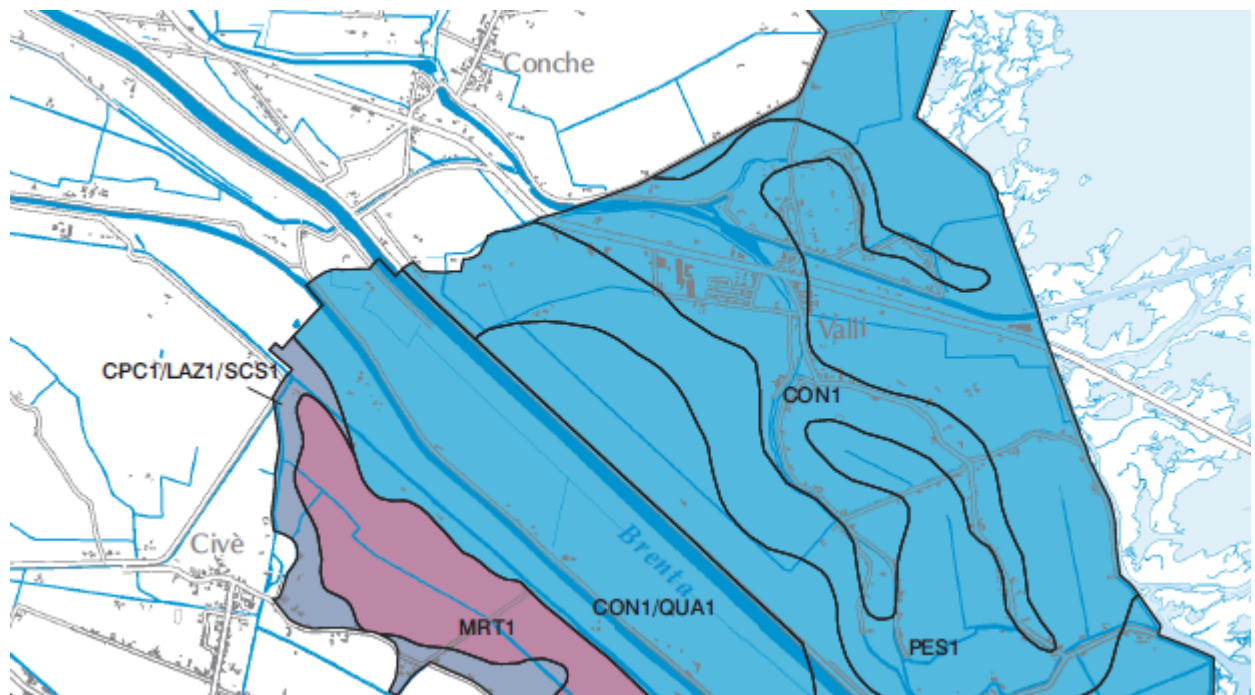 Conche
Valli
CPC1/LAZ1/SCS1
CON1
Civè
Brenta
CON1/QUA1
MRT1
PES1